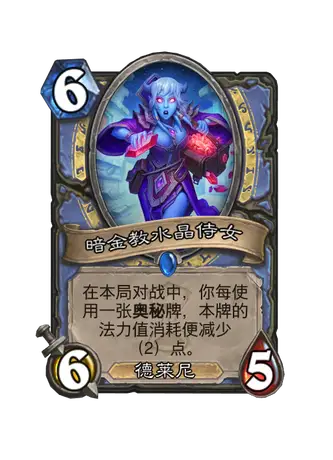 6
暗金教水晶侍女
在本局对战中，你每使
用一张奥秘牌，本牌的
法力值消耗便减少
（2）点。
6
德莱尼
5